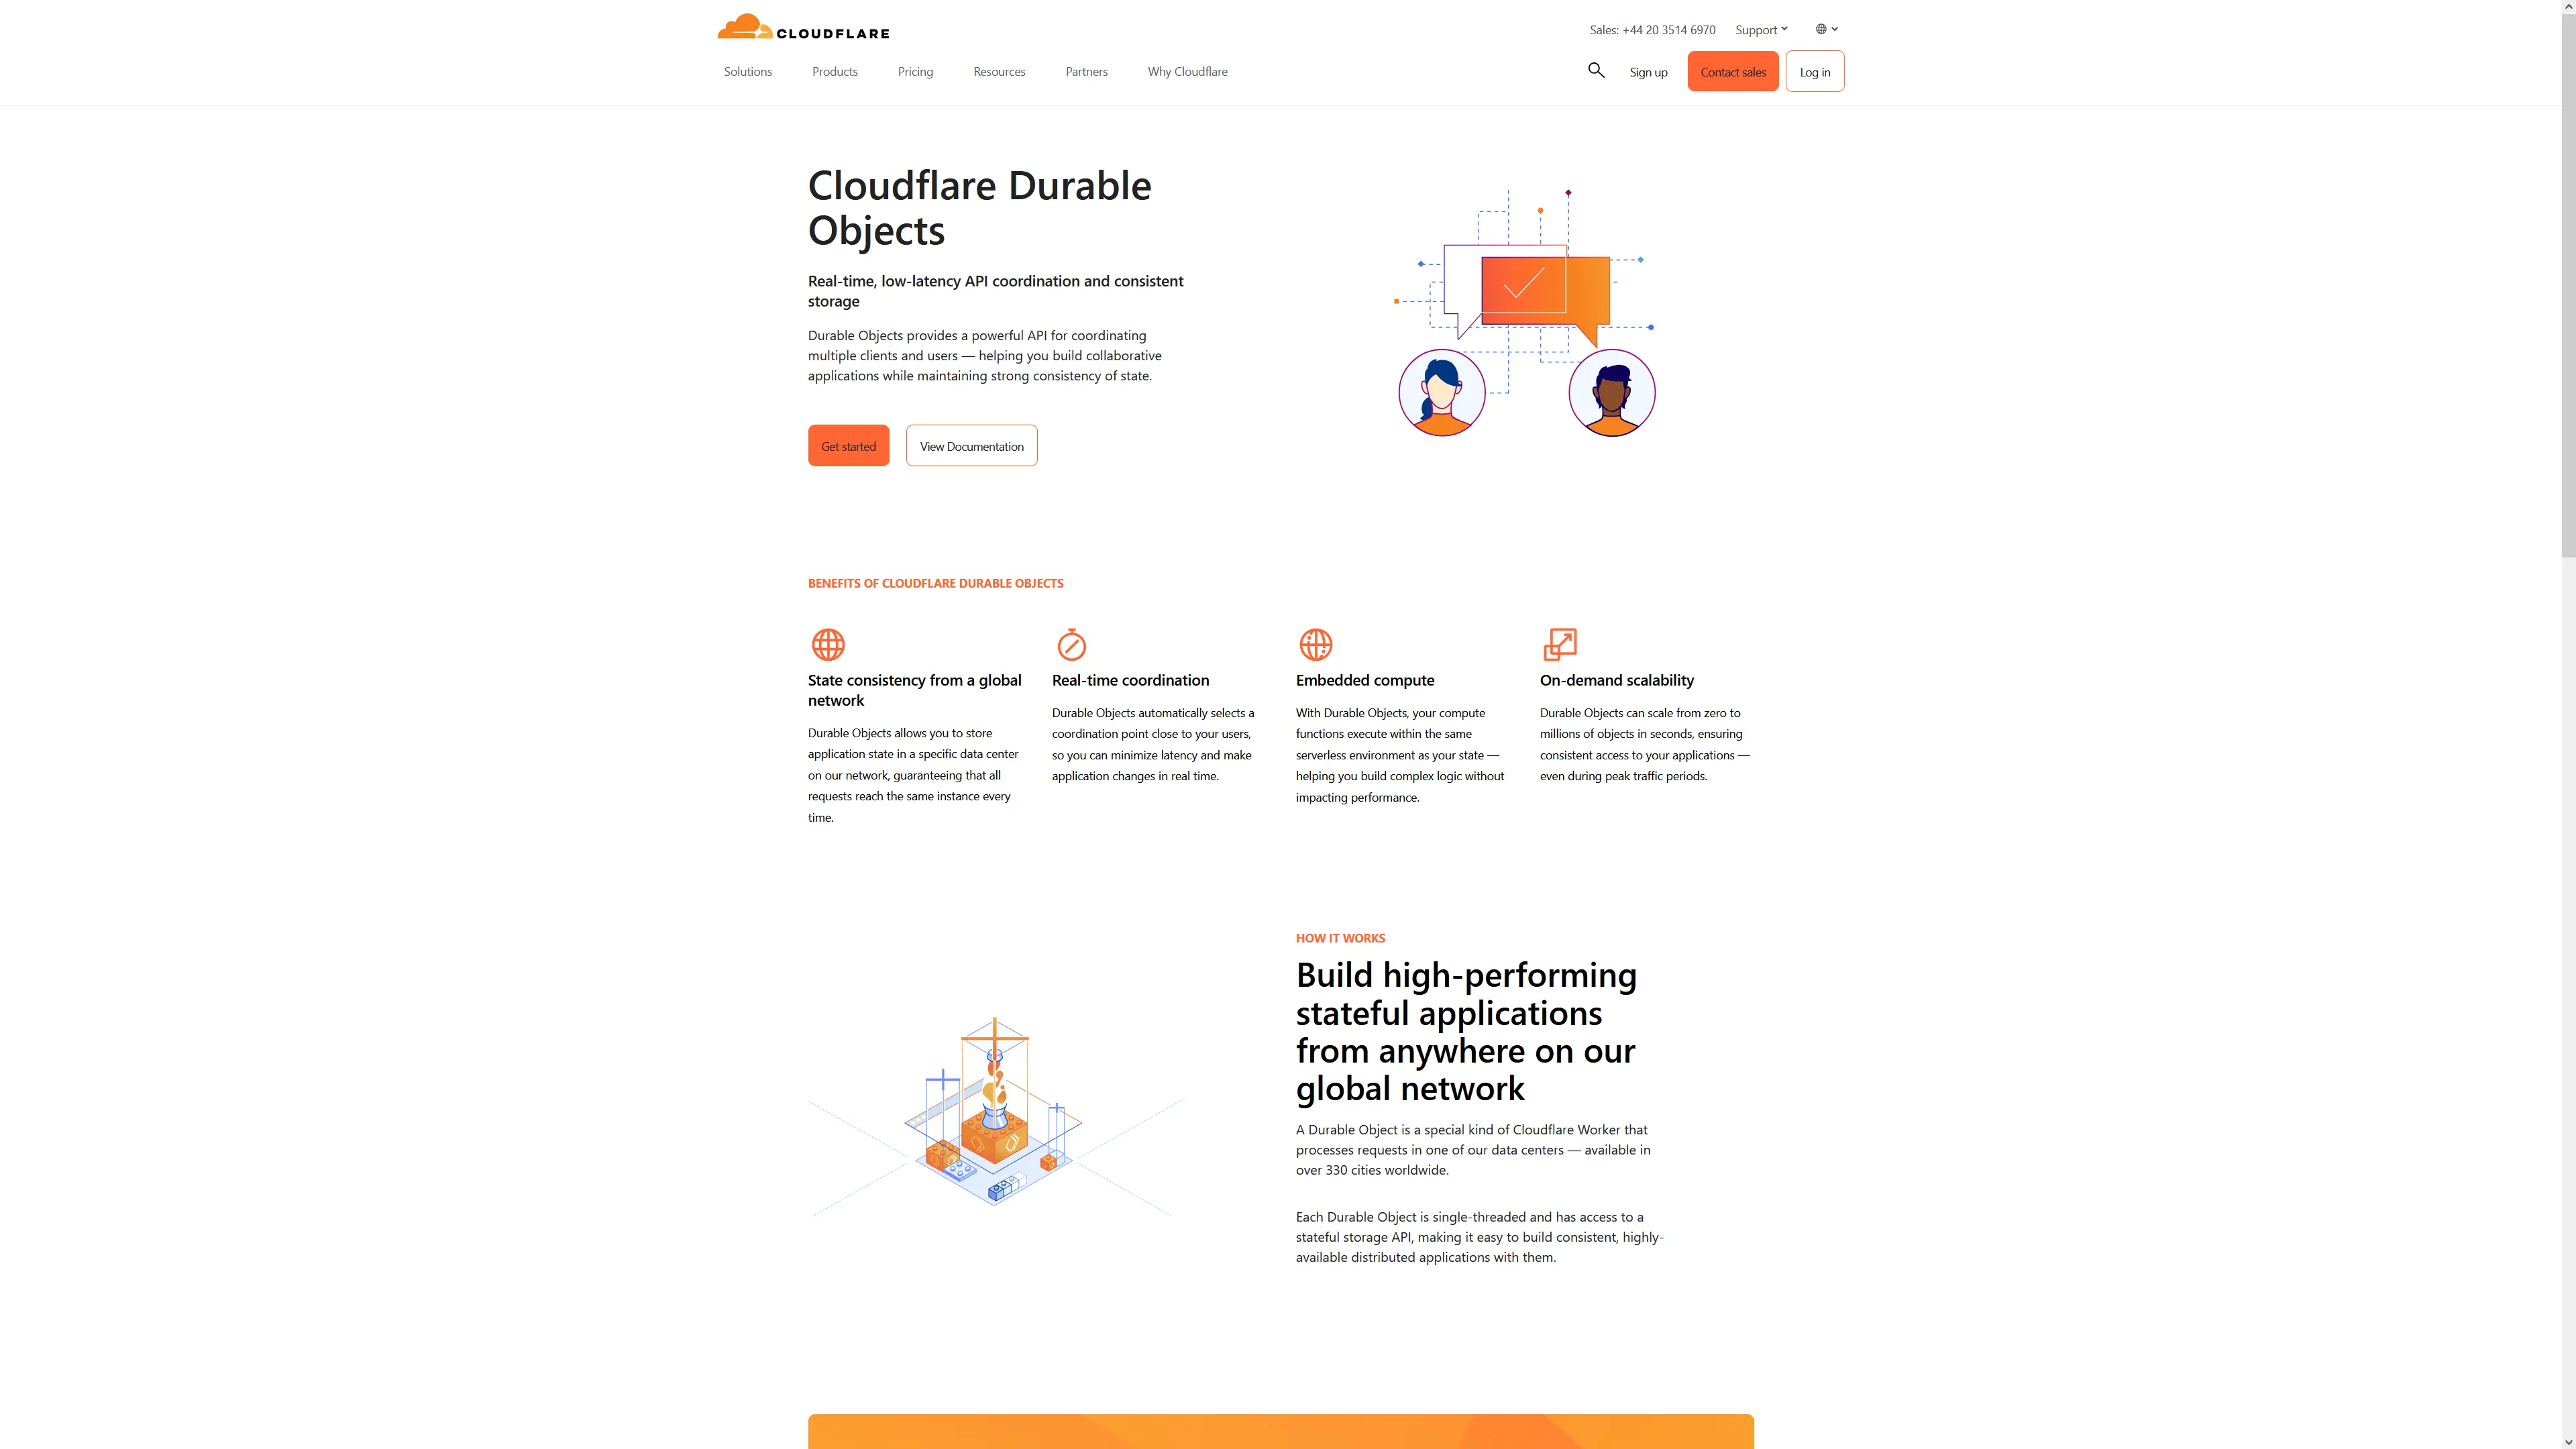 CLOUDFLARE
Sales: +44 20 3514 6970
Support
Solutions
Products
Pricing
Resources
Partners
Why Cloudflare
Sign up
Contact sales
Log in
Cloudflare Durable
Objects
Real-time, low-latency API coordination and consistent
storage
Durable Objects provides a powerful API for coordinating
multiple clients and users — helping you build collaborative
applications while maintaining strong consistency of state.
Get started
View Documentation
BENEFITS OF CLOUDFLARE DURABLE OBJECTS
State consistency from a global
network
Durable Objects allows you to store
application state in a specific data center
on our network, guaranteeing that all
requests reach the same instance every
time.
Real-time coordination
Durable Objects automatically selects a
coordination point close to your users,
so you can minimize latency and make
application changes in real time.
Embedded compute
With Durable Objects, your compute
functions execute within the same
serverless environment as your state —
helping you build complex logic without
impacting performance.
On-demand scalability
Durable Objects can scale from zero to
millions of objects in seconds, ensuring
consistent access to your applications —
even during peak traffic periods.
HOW IT WORKS
Build high-performing
stateful applications
from anywhere on our
global network
A Durable Object is a special kind of Cloudflare Worker that
processes requests in one of our data centers — available in
over 330 cities worldwide.
Each Durable Object is single-threaded and has access to a
stateful storage API, making it easy to build consistent, highly-
available distributed applications with them.